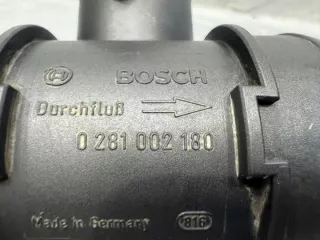 BOSCH
Durchfluß
0 281 002 180
Made in Germany
816